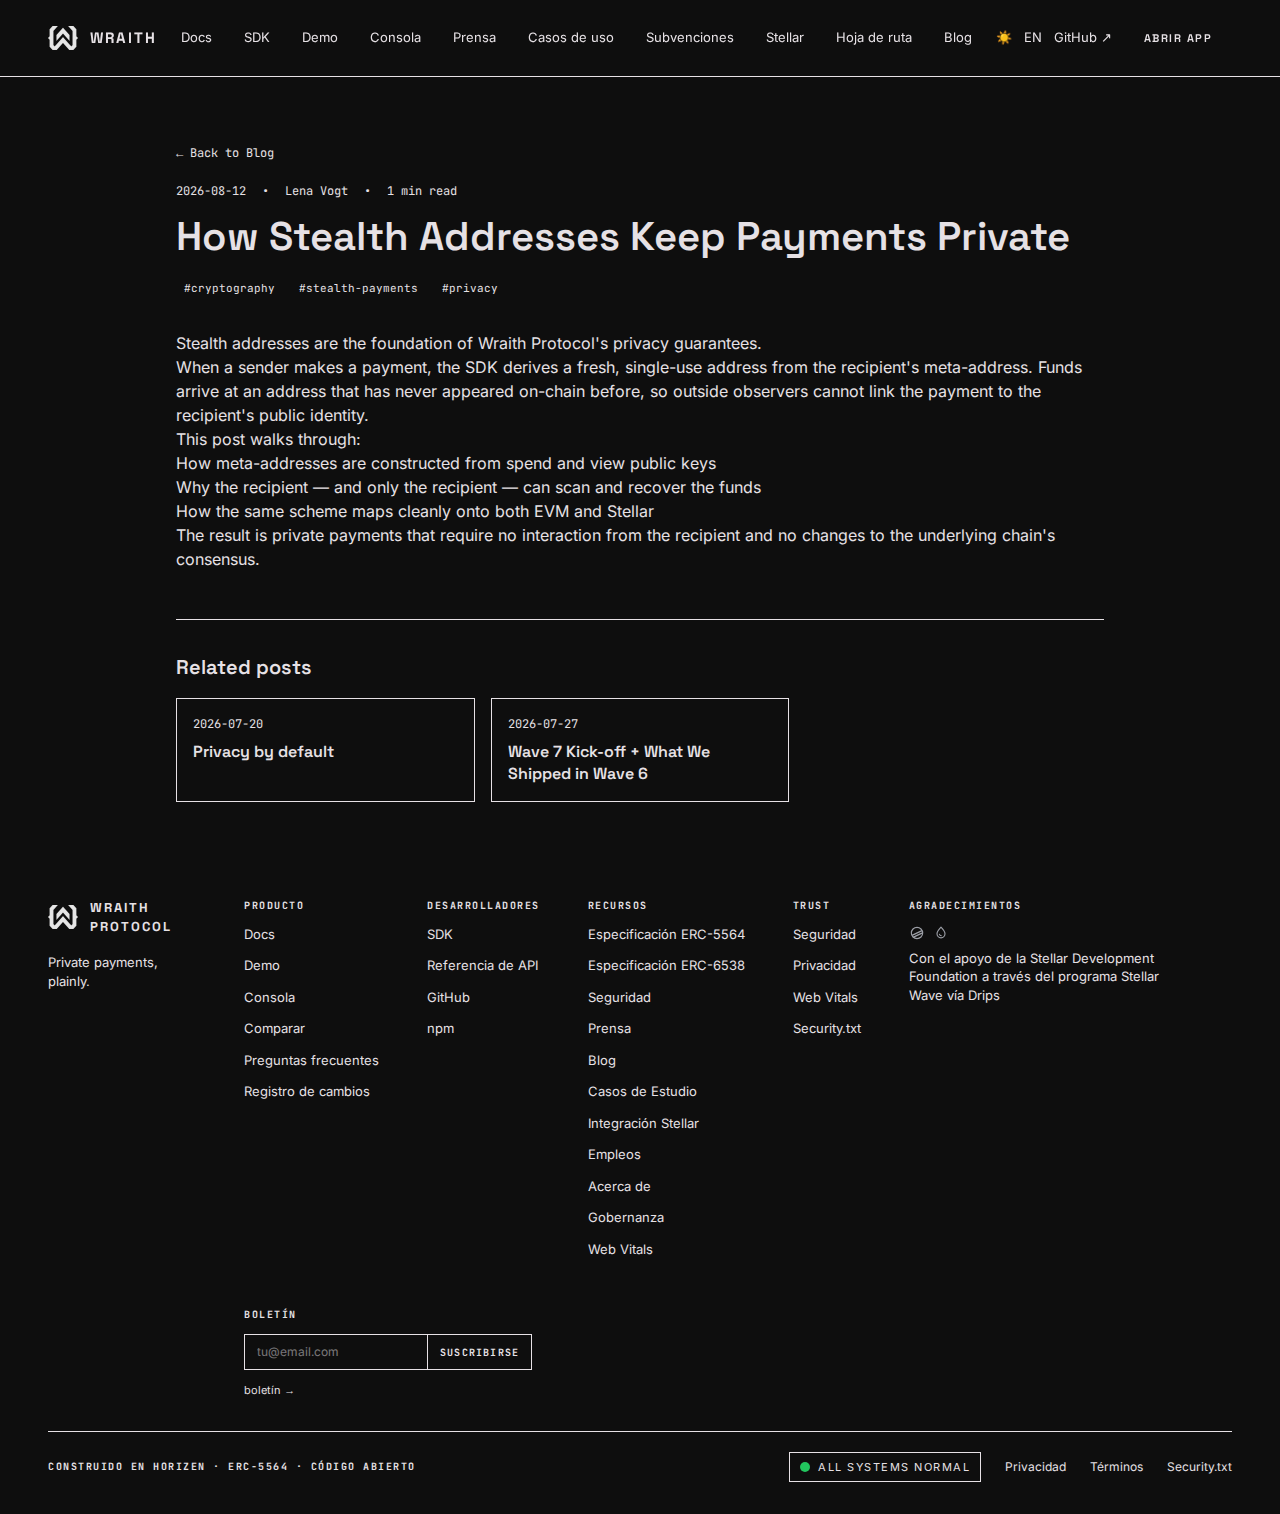 WRAITH
Docs
SDK
Demo
Consola
Prensa
Casos de uso
Subvenciones
Stellar
Hoja de ruta
Blog
EN
GitHub ↗
ABRIR APP
← Back to Blog
2026-08-12 • Lena Vogt • 1 min read
How Stealth Addresses Keep Payments Private
#cryptography #stealth-payments #privacy
Stealth addresses are the foundation of Wraith Protocol's privacy guarantees.
When a sender makes a payment, the SDK derives a fresh, single-use address from the recipient's meta-address. Funds
arrive at an address that has never appeared on-chain before, so outside observers cannot link the payment to the
recipient's public identity.
This post walks through:
How meta-addresses are constructed from spend and view public keys
Why the recipient — and only the recipient — can scan and recover the funds
How the same scheme maps cleanly onto both EVM and Stellar
The result is private payments that require no interaction from the recipient and no changes to the underlying chain's
consensus.
Related posts
2026-07-20
Privacy by default
2026-07-27
Wave 7 Kick-off + What We
Shipped in Wave 6
WRAITH
PROTOCOL
Private payments,
plainly.
PRODUCTO
Docs
Demo
Consola
Comparar
Preguntas frecuentes
Registro de cambios
DESARROLLADORES
SDK
Referencia de API
GitHub
npm
RECURSOS
Especificación ERC-5564
Especificación ERC-6538
Seguridad
Prensa
Blog
Casos de Estudio
Integración Stellar
Empleos
Acerca de
Gobernanza
Web Vitals
TRUST
Seguridad
Privacidad
Web Vitals
Security.txt
AGRADECIMIENTOS
Con el apoyo de la Stellar Development
Foundation a través del programa Stellar
Wave vía Drips
BOLETÍN
tu@email.com
SUSCRIBIRSE
boletín →
CONSTRUIDO EN HORIZEN · ERC-5564 · CÓDIGO ABIERTO
ALL SYSTEMS NORMAL
Privacidad
Términos
Security.txt